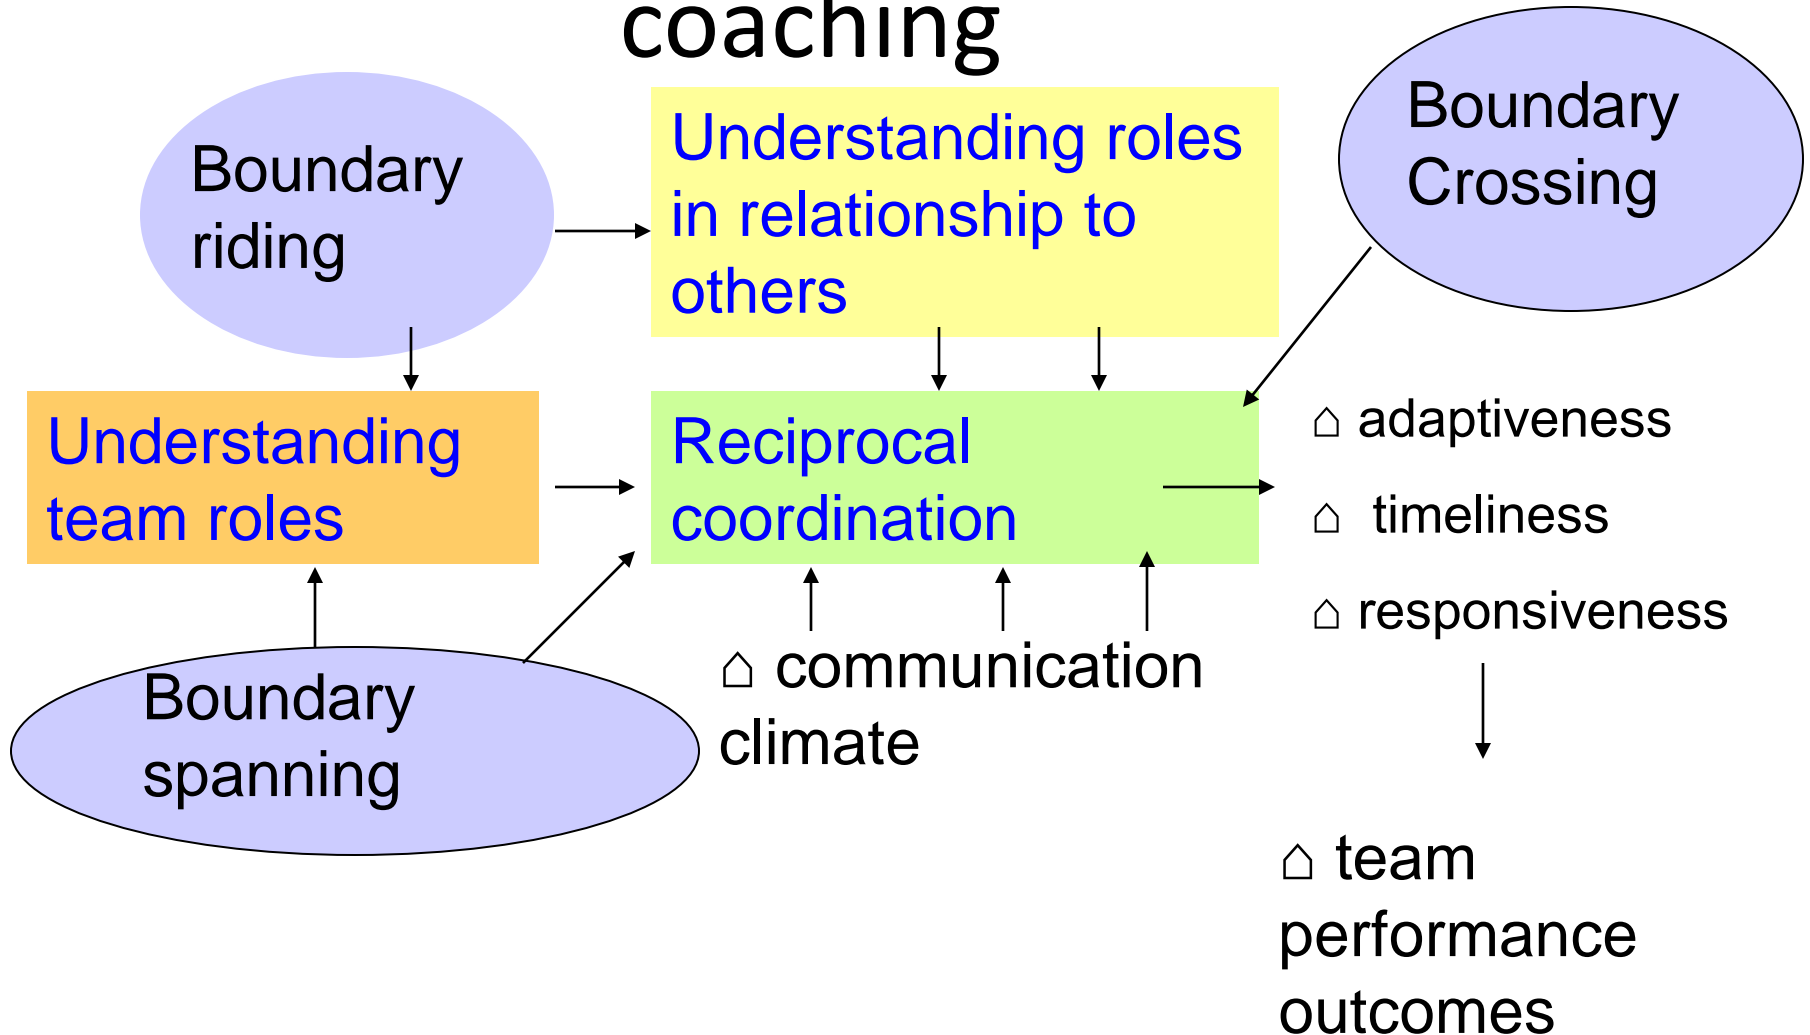 coaching
Boundary
riding
Understanding roles
in relationship to
others
Boundary
Crossing
Understanding
team roles
Reciprocal
coordination
⌂ adaptiveness
⌂ timeliness
⌂ responsiveness
Boundary
spanning
⌂ communication
climate
⌂ team
performance
outcomes